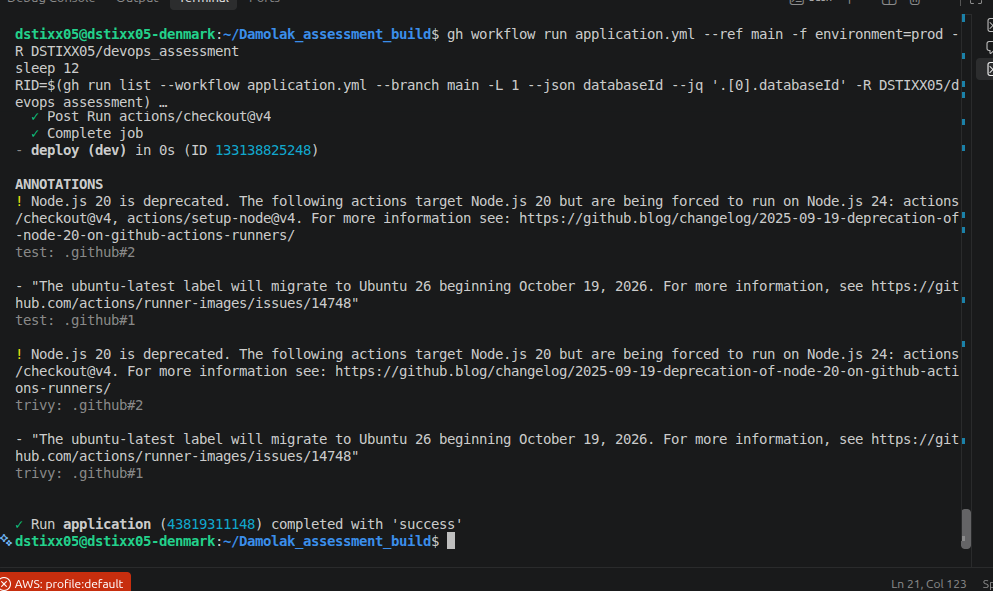 Debug Console Output Terminal Ports
dstixx05@dstixx05-denmark:~/Damolak_assessment_build$ gh workflow run application.yml --ref main -f environment=prod -
R DSTIXX05/devops_assessment
sleep 12
RID=$(gh run list --workflow application.yml --branch main -L 1 --json databaseId --jq '.[0].databaseId' -R DSTIXX05/d
evops_assessment) …
✓ Post Run actions/checkout@v4
✓ Complete job
- deploy (dev) in 0s (ID 133138825248)
ANNOTATIONS
! Node.js 20 is deprecated. The following actions target Node.js 20 but are being forced to run on Node.js 24: actions
/checkout@v4, actions/setup-node@v4. For more information see: https://github.blog/changelog/2025-09-19-deprecation-of
-node-20-on-github-actions-runners/
test: .github#2
- "The ubuntu-latest label will migrate to Ubuntu 26 beginning October 19, 2026. For more information, see https://git
hub.com/actions/runner-images/issues/14748"
test: .github#1
! Node.js 20 is deprecated. The following actions target Node.js 20 but are being forced to run on Node.js 24: actions
/checkout@v4. For more information see: https://github.blog/changelog/2025-09-19-deprecation-of-node-20-on-github-acti
ons-runners/
trivy: .github#2
- "The ubuntu-latest label will migrate to Ubuntu 26 beginning October 19, 2026. For more information, see https://git
hub.com/actions/runner-images/issues/14748"
trivy: .github#1
✓ Run application (43819311148) completed with 'success'
dstixx05@dstixx05-denmark:~/Damolak_assessment_build$
AWS: profile:default
Ln 21, Col 123